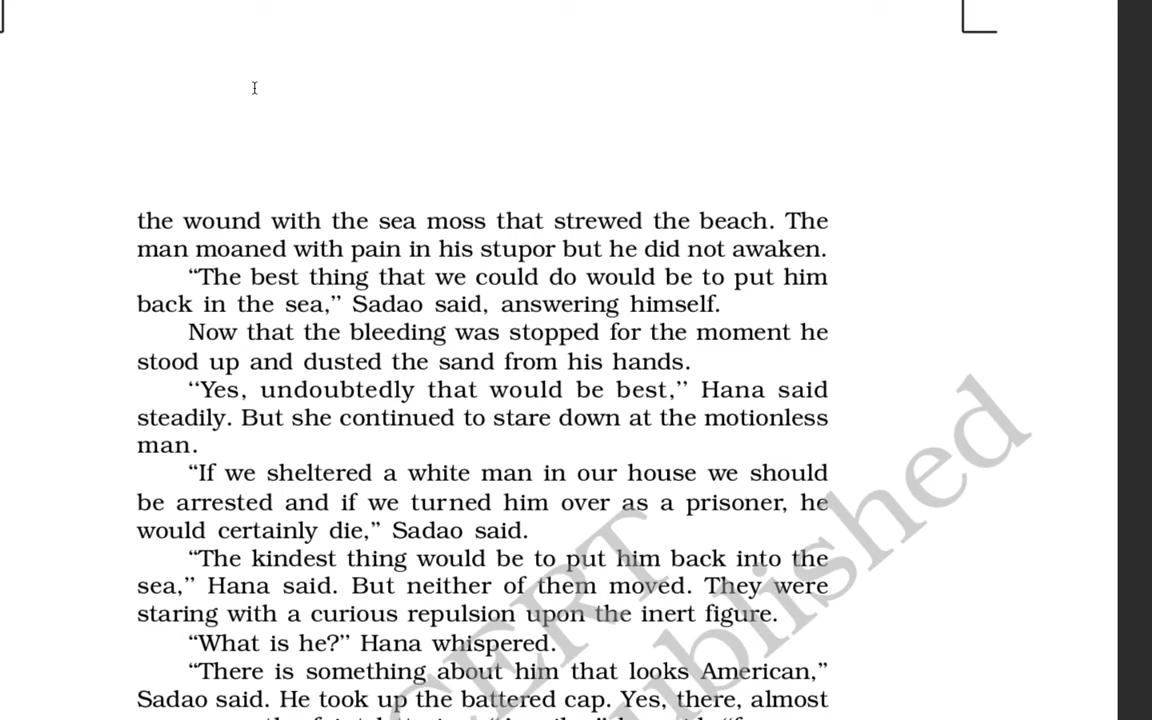 the wound with the sea moss that strewed the beach. The
man moaned with pain in his stupor but he did not awaken.
“The best thing that we could do would be to put him
back in the sea,” Sadao said, answering himself.
Now that the bleeding was stopped for the moment he
stood up and dusted the sand from his hands.
‘‘Yes, undoubtedly that would be best,’’ Hana said
steadily. But she continued to stare down at the motionless
man.
“If we sheltered a white man in our house we should
be arrested and if we turned him over as a prisoner, he
would certainly die,” Sadao said.
“The kindest thing would be to put him back into the
sea,” Hana said. But neither of them moved. They were
staring with a curious repulsion upon the inert figure.
“What is he?” Hana whispered.
“There is something about him that looks American,”
Sadao said. He took up the battered cap. Yes, there, almost
CERT
ublished